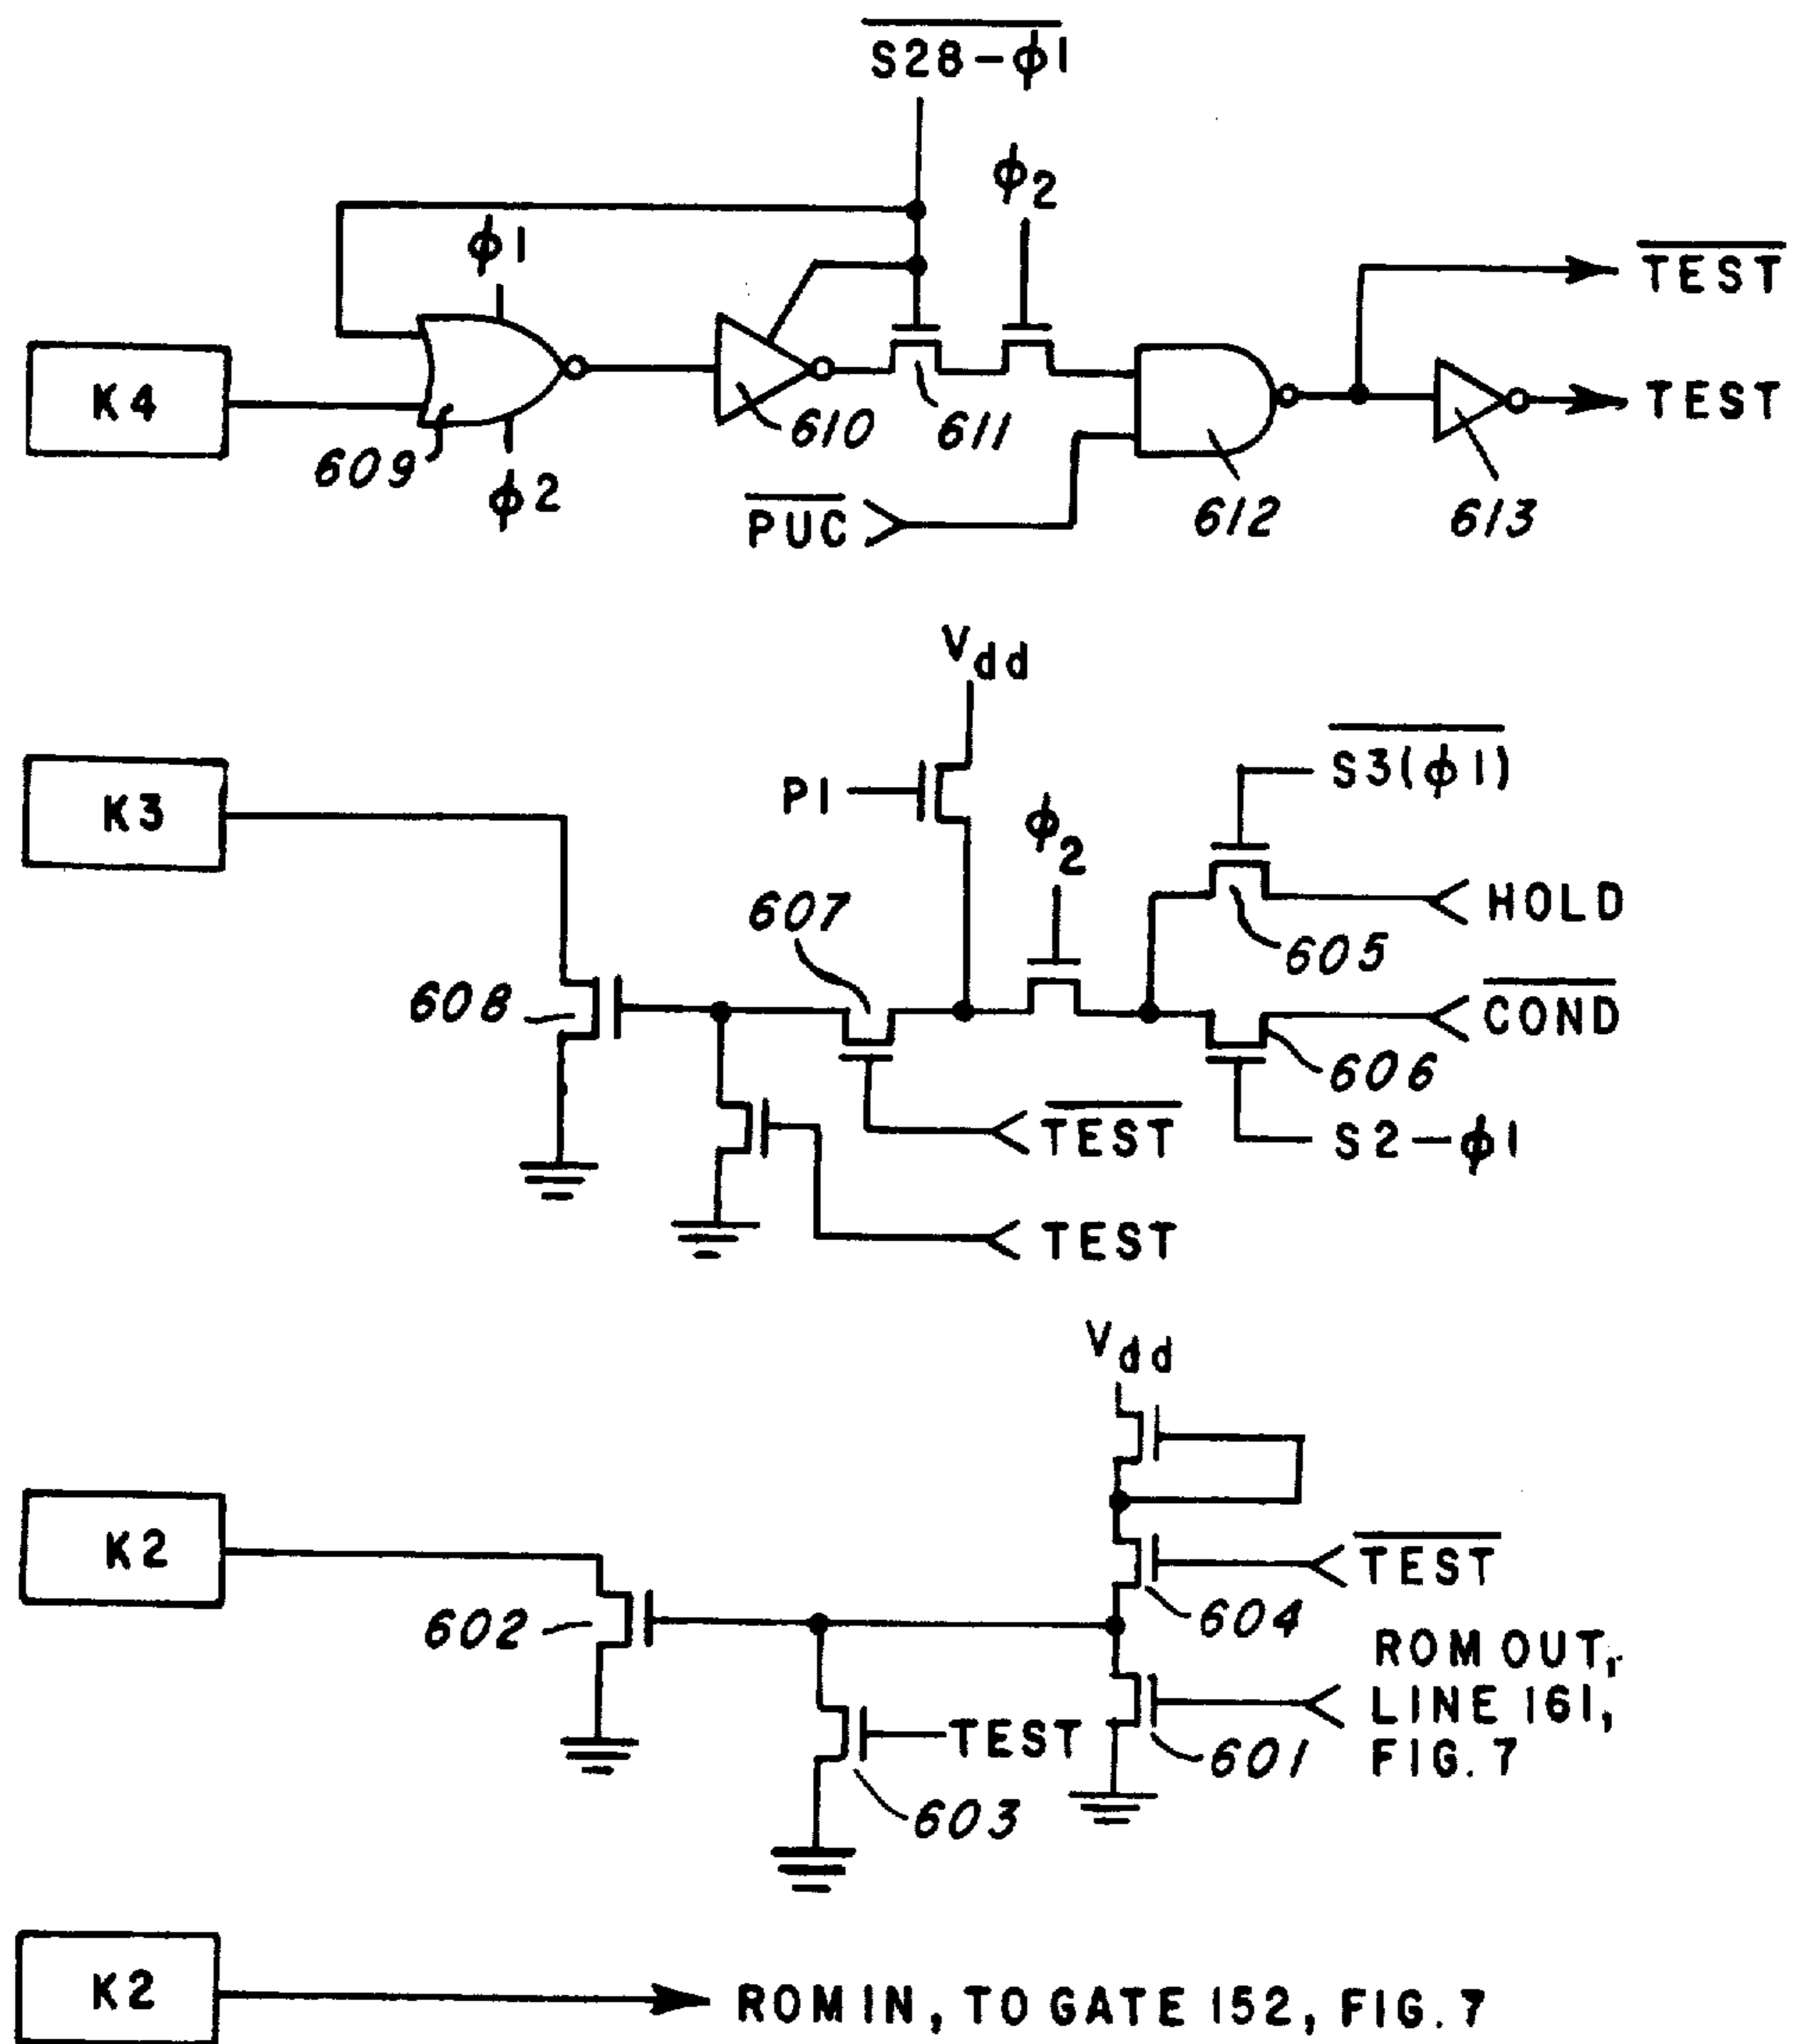 S28-ϕ1
ϕ2
ϕ1
TEST
K4
TEST
609
610
611
ϕ2
PUC
612
613
Vdd
S3(ϕ1)
K3
P1
ϕ2
607
HOLD
605
608
COND
606
TEST
S2-ϕ1
TEST
Vdd
K2
TEST
602
604
ROM OUT,
LINE 161,
FIG. 7
TEST
601
603
K2
ROM IN, TO GATE 152, FIG. 7